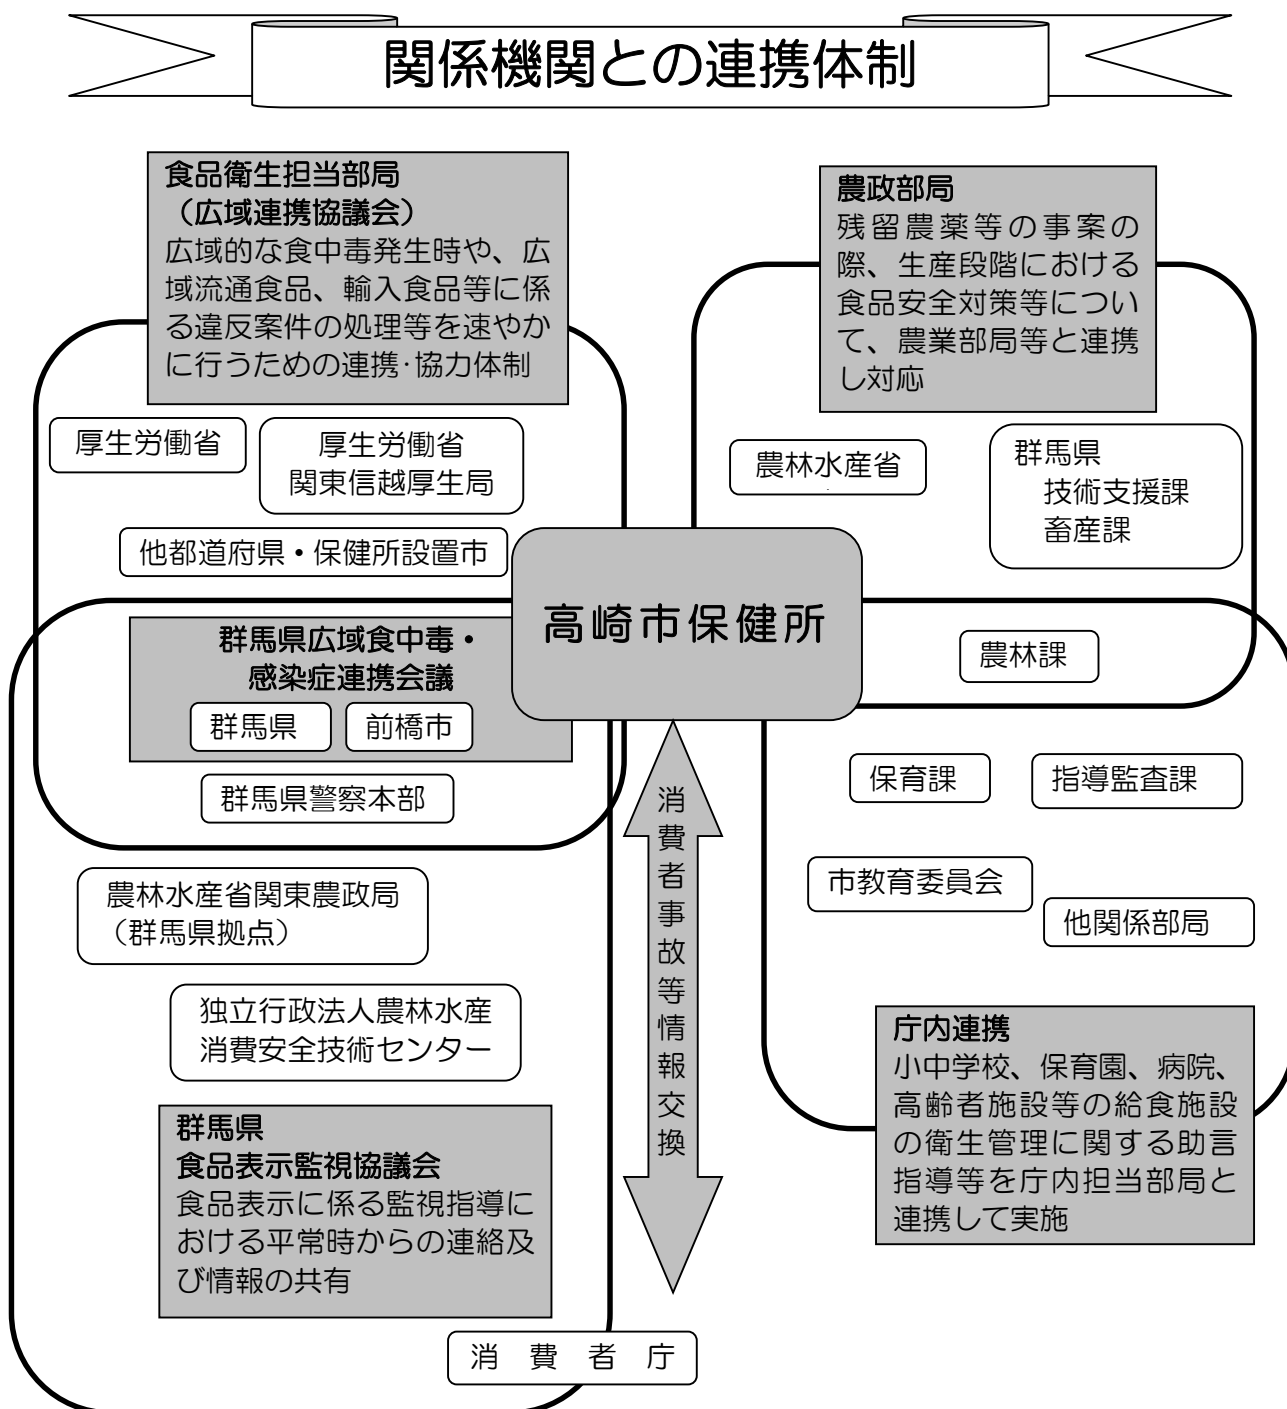 関係機関との連携体制
食品衛生担当部局
（広域連携協議会）
広域的な食中毒発生時や、広
域流通食品、輸入食品等に係
る違反案件の処理等を速やか
に行うための連携・協力体制
厚生労働省
厚生労働省
関東信越厚生局
他都道府県・保健所設置市
農政部局
残留農薬等の事案の
際、生産段階における
食品安全対策等につい
て、農業部局等と連携
し対応
農林水産省
群馬県
技術支援課
畜産課
高崎市保健所
群馬県広域食中毒・
感染症連携会議
群馬県
前橋市
群馬県警察本部
農林課
保育課
指導監査課
市教育委員会
他関係部局
農林水産省関東農政局
（群馬県拠点）
独立行政法人農林水産
消費安全技術センター
消費者事故等情報交換
庁内連携
小中学校、保育園、病院、
高齢者施設等の給食施設
の衛生管理に関する助言
指導等を庁内担当部局と
連携して実施
群馬県
食品表示監視協議会
食品表示に係る監視指導に
おける平常時からの連絡及
び情報の共有
消費者庁